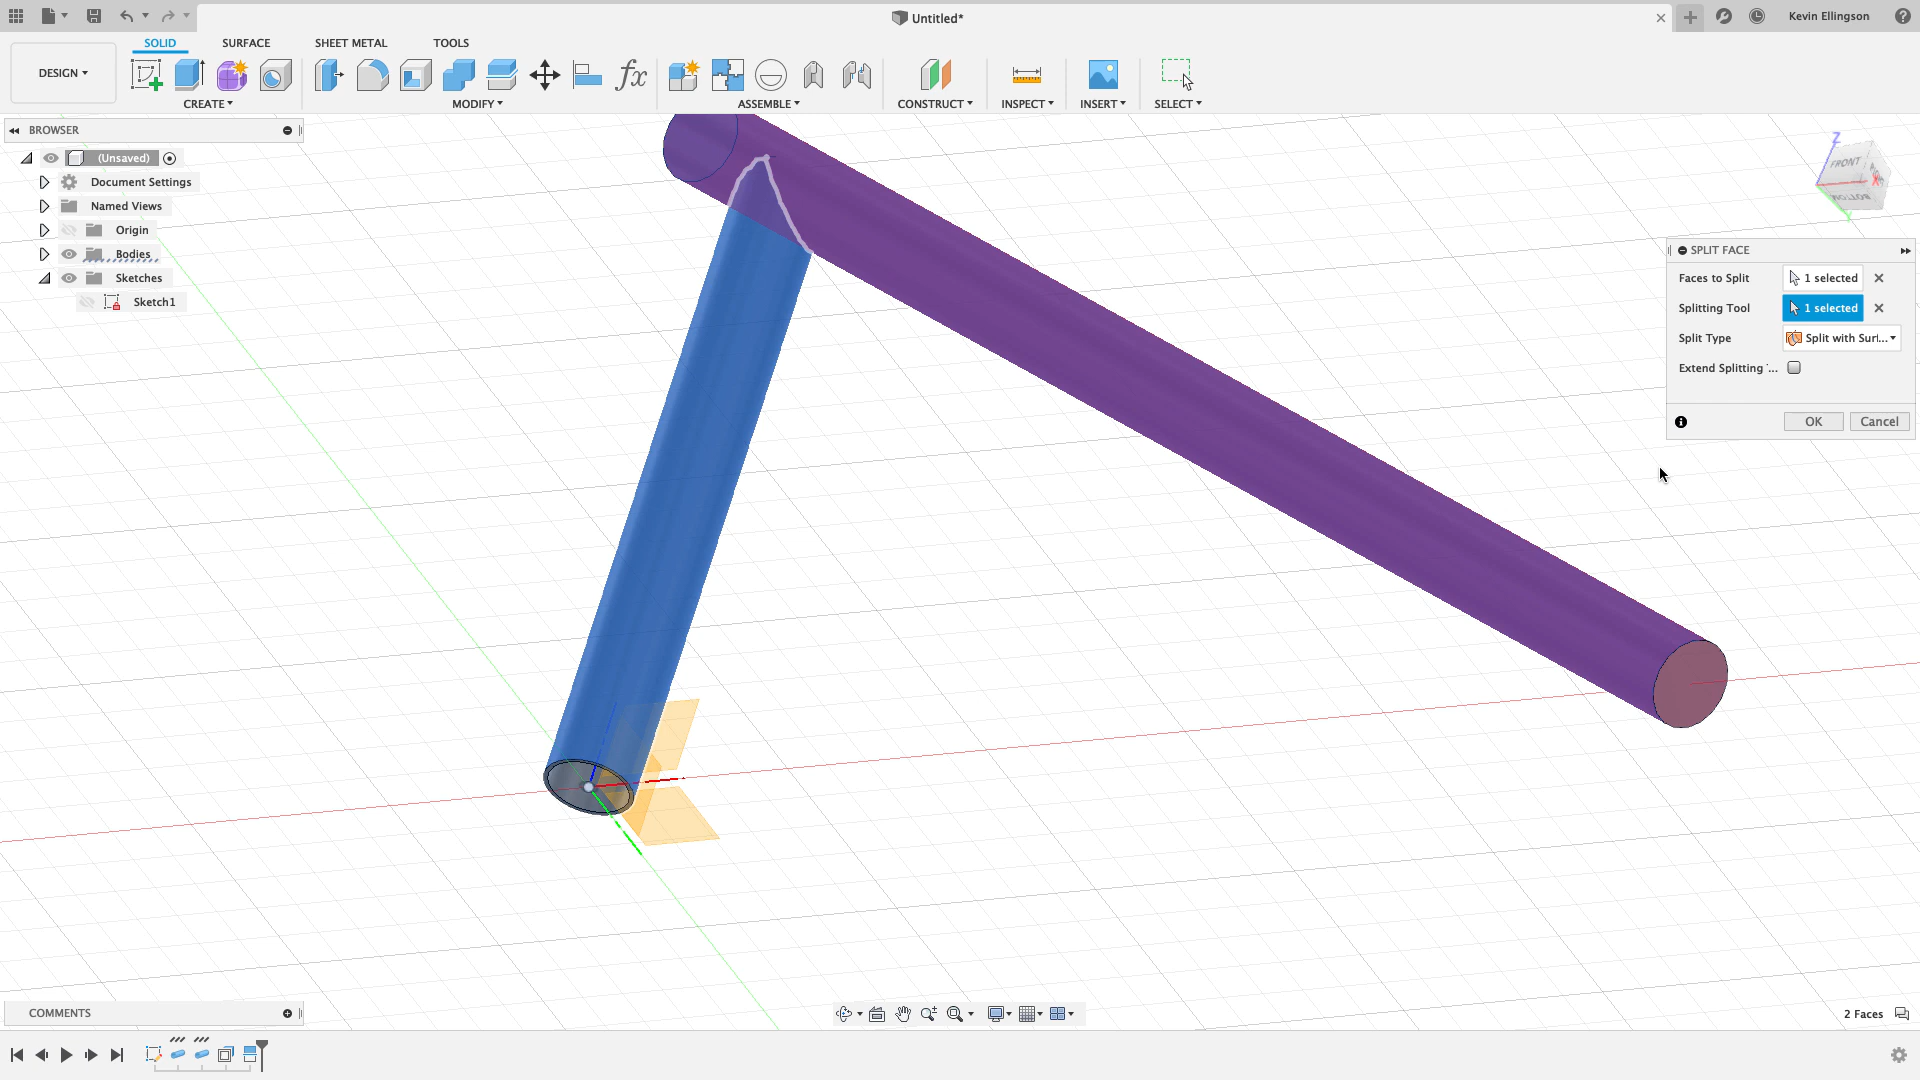 Untitled*
Kevin Ellingson
SOLID SURFACE SHEET METAL TOOLS
DESIGN
fx
CREATE MODIFY ASSEMBLE CONSTRUCT INSPECT INSERT SELECT
BROWSER
(Unsaved)
Document Settings
Named Views
Origin
Bodies
Sketches
Sketch1
Z
FRONT
X
BOTTOM
Y
SPLIT FACE
Faces to Split 1 selected
Splitting Tool 1 selected
Split Type Split with Surf...
Extend Splitting T...
OK Cancel
COMMENTS
2 Faces